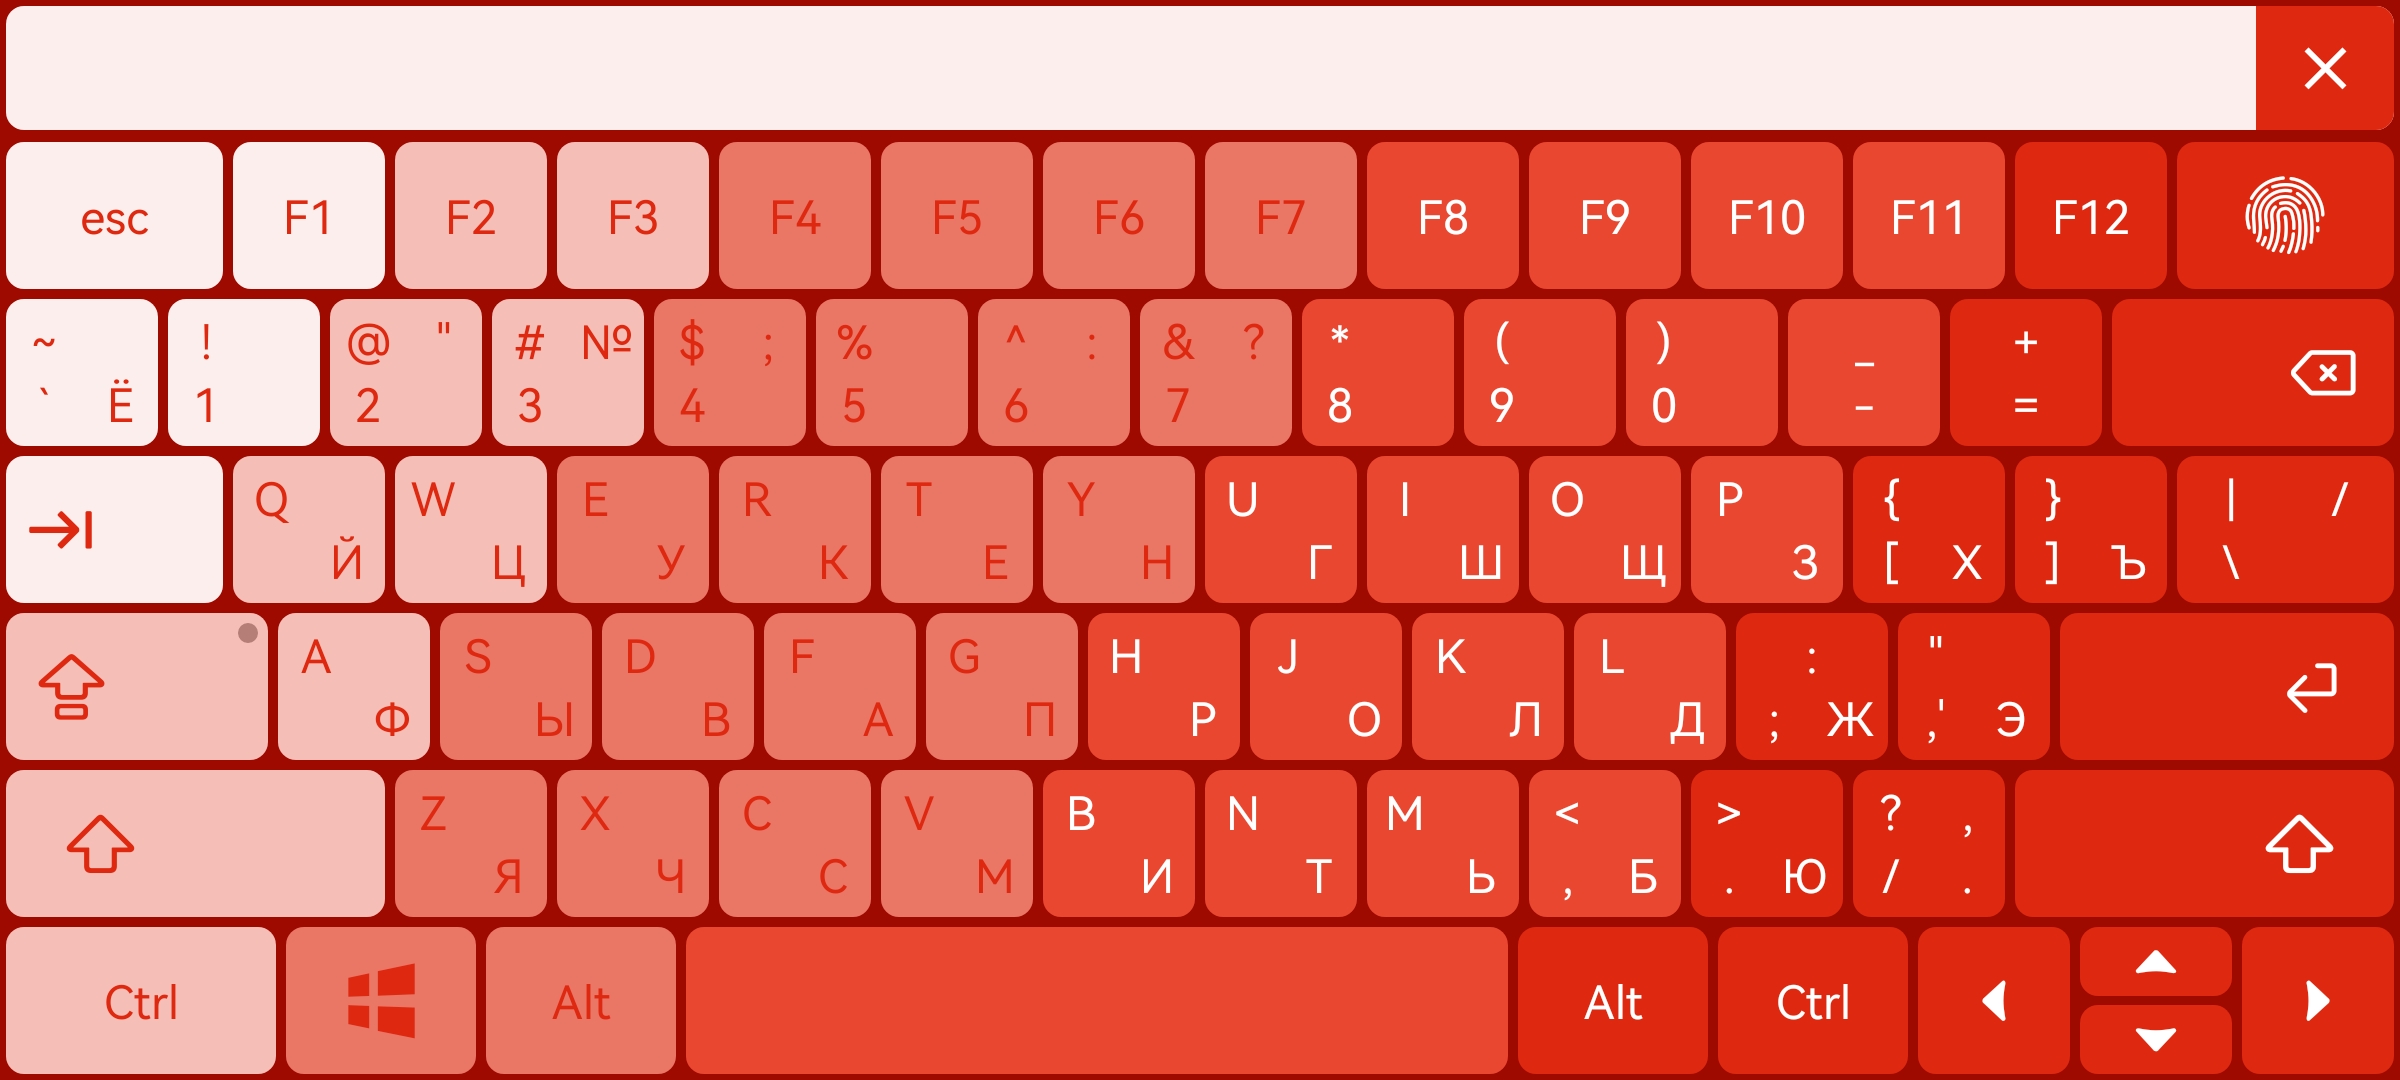 esc F1 F2 F3 F4 F5 F6 F7 F8 F9 F10 F11 F12
~ ! @ " # № $ ; % ^ : & ? * ( ) _ +
` Ё 1 2 3 4 5 6 7 8 9 0 - =
Q W E R T Y U I O P { } | /
Й Ц У К Е Н Г Ш Щ З [ Х ] Ъ \
A S D F G H J K L : "
Ф Ы В А П Р О Л Д ; Ж ,' Э
Z X C V B N M < > ? ,
Я Ч С М И Т Ь , Б . Ю / .
Ctrl Alt Alt Ctrl